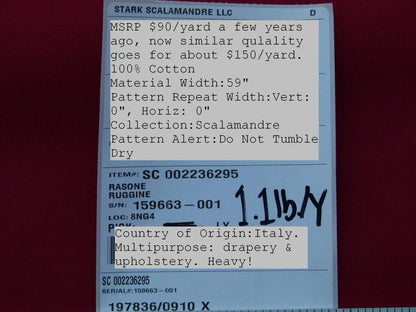 STARK SCALAMANDRE LLC D
MSRP $90/yard a few years
ago, now similar qulality
goes for about $150/yard.
100% Cotton
Material Width:59"
Pattern Repeat Width:Vert:
0", Horiz: 0"
Collection:Scalamandre
Pattern Alert:Do Not Tumble
Dry
ITEM#: SC 002236295
RASONE
RUGGINE
S/N: 159663-001
LOC: 8NG4
1.1lb/Y
Country of Origin:Italy.
Multipurpose: drapery &
upholstery. Heavy!
SC 002236295
SERIAL#:159663-001
197836/0910 X